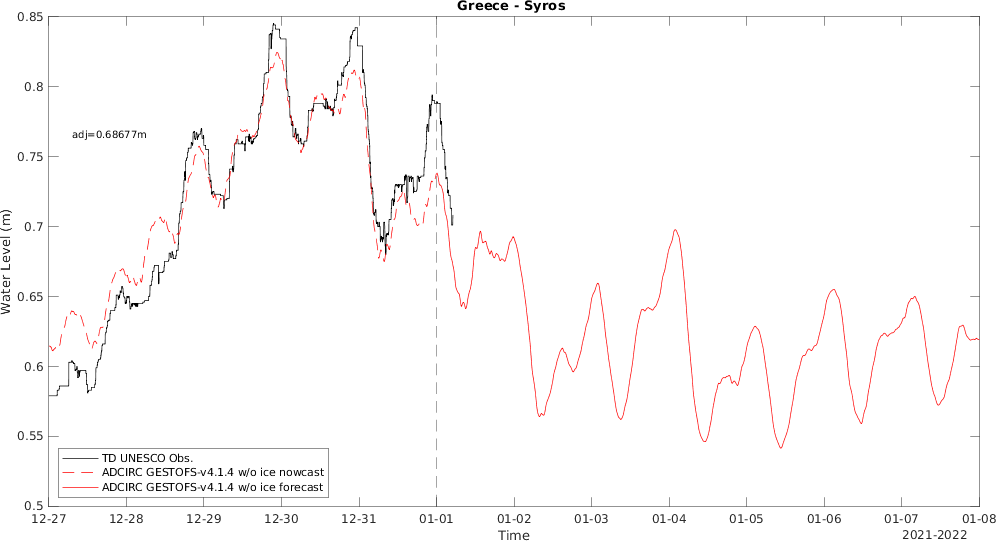 Greece - Syros
0.85
0.8
0.75
0.7
0.65
0.6
0.55
0.5
Water Level (m)
adj=0.68677m
TD UNESCO Obs.
ADCIRC GESTOFS-v4.1.4 w/o ice nowcast
ADCIRC GESTOFS-v4.1.4 w/o ice forecast
12-27 12-28 12-29 12-30 12-31 01-01 01-02 01-03 01-04 01-05 01-06 01-07 01-08
Time
2021-2022